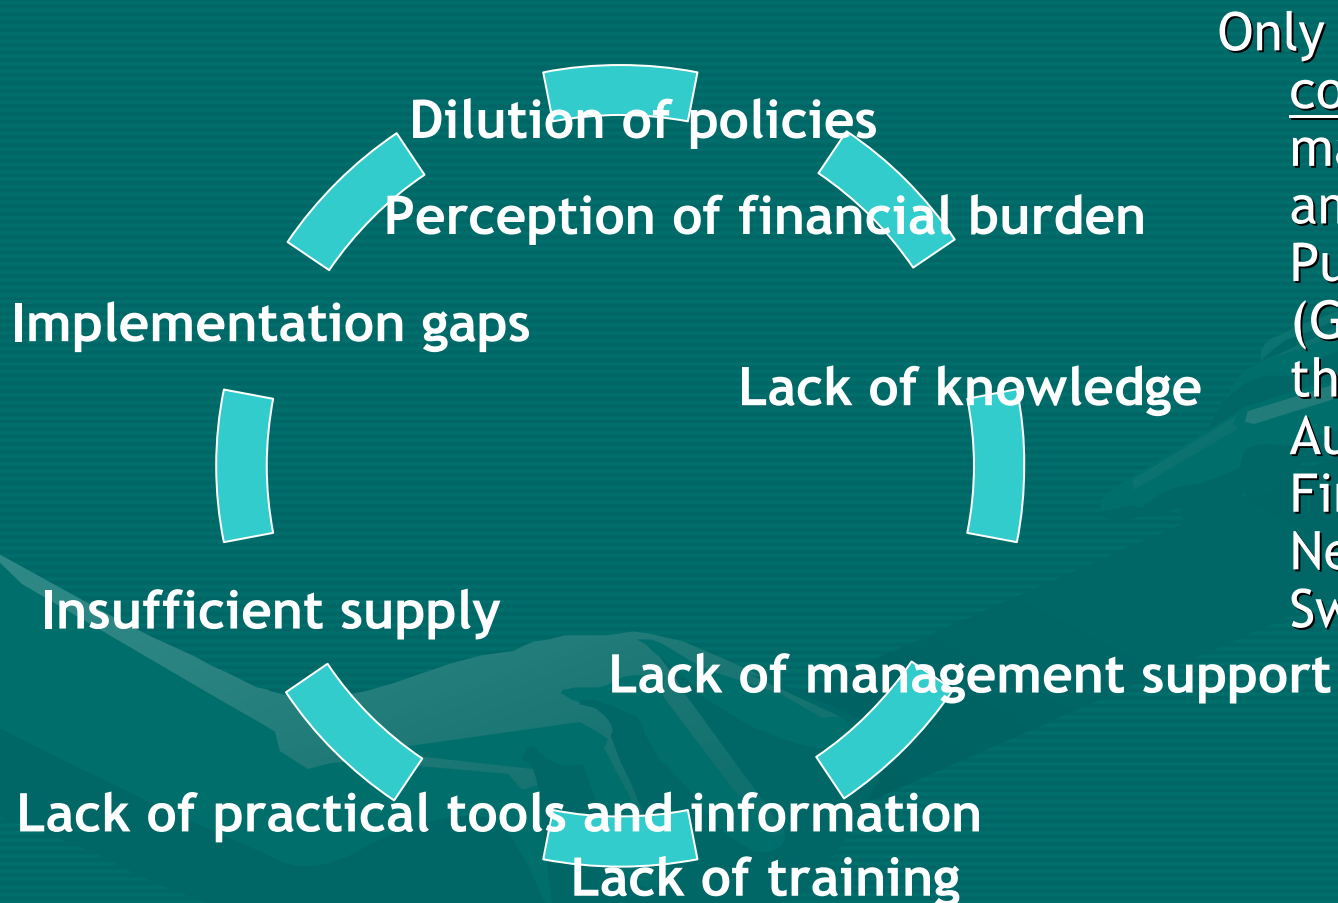 Dilution of policies
Perception of financial burden
Implementation gaps
Lack of knowledge
Insufficient supply
Lack of management support
Lack of practical tools and information
Lack of training
Only